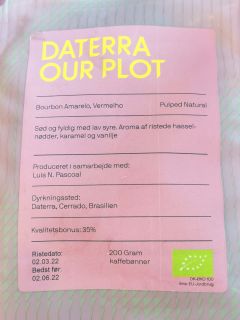 DATERRA
OUR PLOT
Bourbon Amarelo, Vermelho Pulped Natural
Sød og fyldig med lav syre. Aroma af ristede hassel-
nødder, karamel og vanilje
Produceret i samarbejde med:
Luis N. Pascoal
Dyrkningssted:
Daterra, Cerrado, Brasilien
Kvalitetsbonus: 35%
Ristedato: 200 Gram
02.03.22 kaffebønner
Bedst før:
02.06.22
DK-ØKO-100
Ikke-EU-Jordbrug